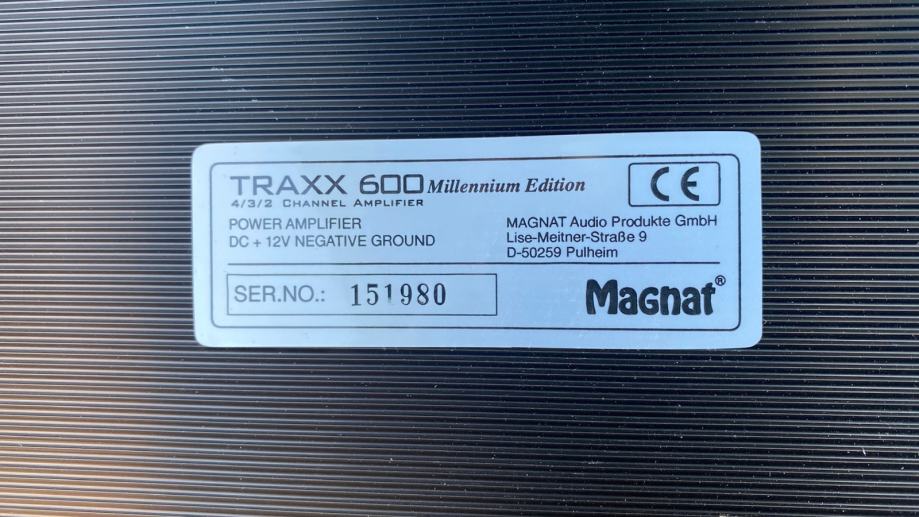 TRAXX 600 Millennium Edition
4/3/2 CHANNEL AMPLIFIER
CE
POWER AMPLIFIER
DC + 12V NEGATIVE GROUND
MAGNAT Audio Produkte GmbH
Lise-Meitner-Straße 9
D-50259 Pulheim
SER.NO.: 151980
Magnat®